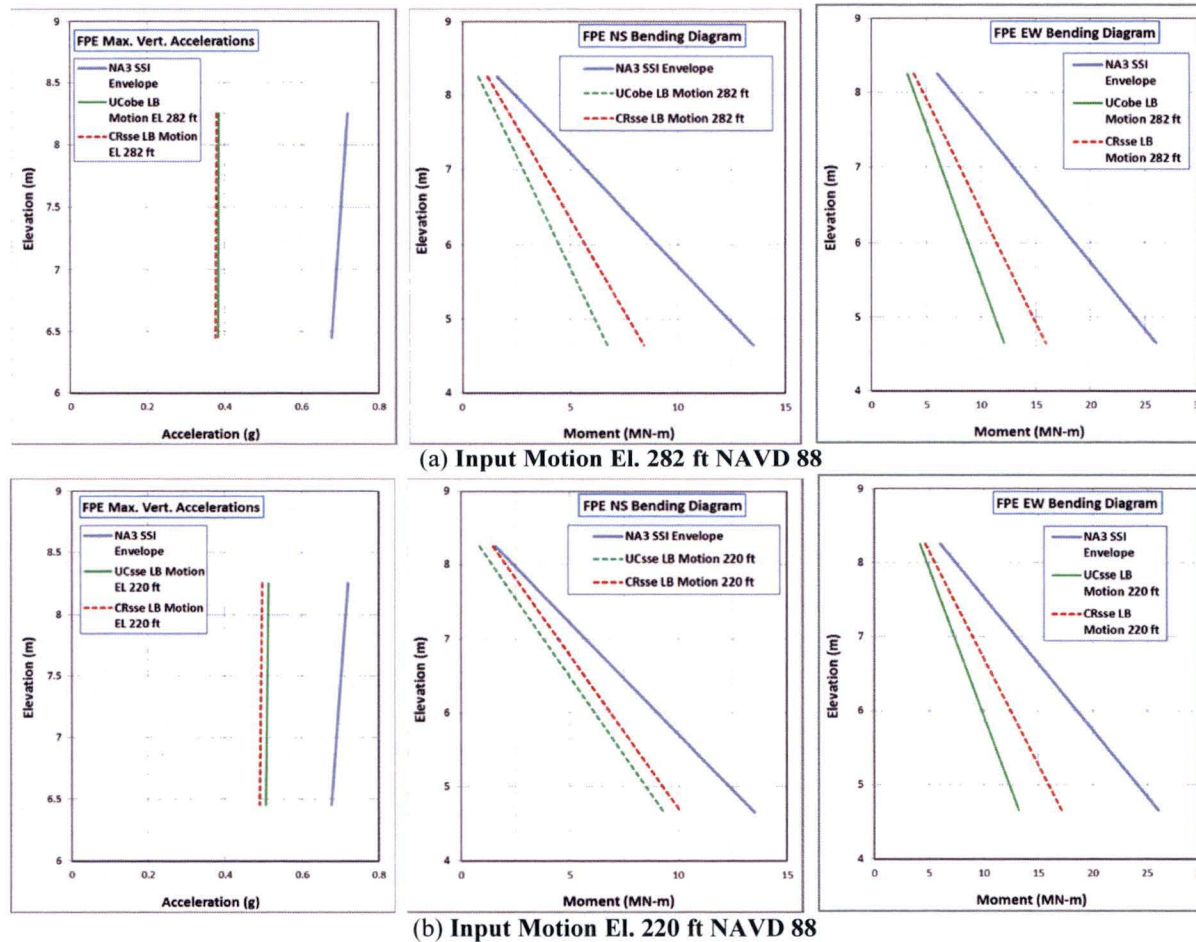 FPE Max. Vert. Accelerations
NA3 SSI
Envelope
UCobe LB
Motion EL 282 ft
CRsse LB Motion
EL 282 ft
9
8.5
8
7.5
7
6.5
6
Elevation (m)
0
0.2
0.4
0.6
0.8
Acceleration (g)
FPE NS Bending Diagram
NA3 SSI Envelope
UCobe LB Motion 282 ft
CRsse LB Motion 282 ft
9
8
7
6
5
4
Elevation (m)
0
5
10
15
Moment (MN-m)
FPE EW Bending Diagram
NA3 SSI
Envelope
UCobe LB
Motion 282 ft
CRsse LB
Motion 282 ft
9
8
7
6
5
4
Elevation (m)
0
5
10
15
20
25
Moment (MN-m)
(a) Input Motion El. 282 ft NAVD 88
FPE Max. Vert. Accelerations
NA3 SSI
Envelope
UCsse LB Motion
EL 220 ft
CRsse LB Motion
EL 220 ft
9
8.5
8
7.5
7
6.5
6
Elevation (m)
0
0.2
0.4
0.6
0.8
Acceleration (g)
FPE NS Bending Diagram
NA3 SSI Envelope
UCsse LB Motion 220 ft
CRsse LB Motion 220 ft
9
8
7
6
5
4
Elevation (m)
0
5
10
15
Moment (MN-m)
FPE EW Bending Diagram
NA3 SSI
Envelope
UCsse LB
Motion 220 ft
CRsse LB
Motion 220 ft
9
8
7
6
5
4
Elevation (m)
0
5
10
15
20
25
Moment (MN-m)
(b) Input Motion El. 220 ft NAVD 88